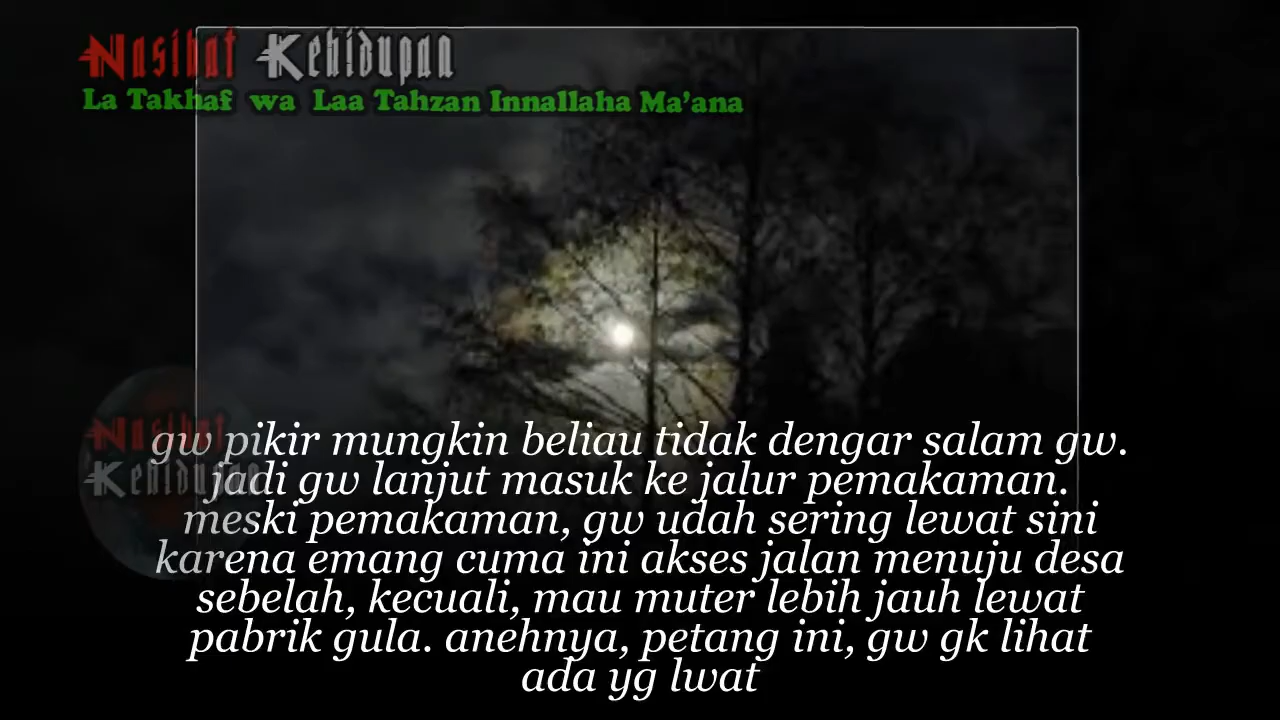 Nasihat Kehidupan
La Takhaf wa Laa Tahzan Innallaha Ma'ana
Nasihat
Kehidupan
gw pikir mungkin beliau tidak dengar salam gw.
jadi gw lanjut masuk ke jalur pemakaman.
meski pemakaman, gw udah sering lewat sini
karena emang cuma ini akses jalan menuju desa
sebelah, kecuali, mau muter lebih jauh lewat
pabrik gula. anehnya, petang ini, gw gk lihat
ada yg lwat